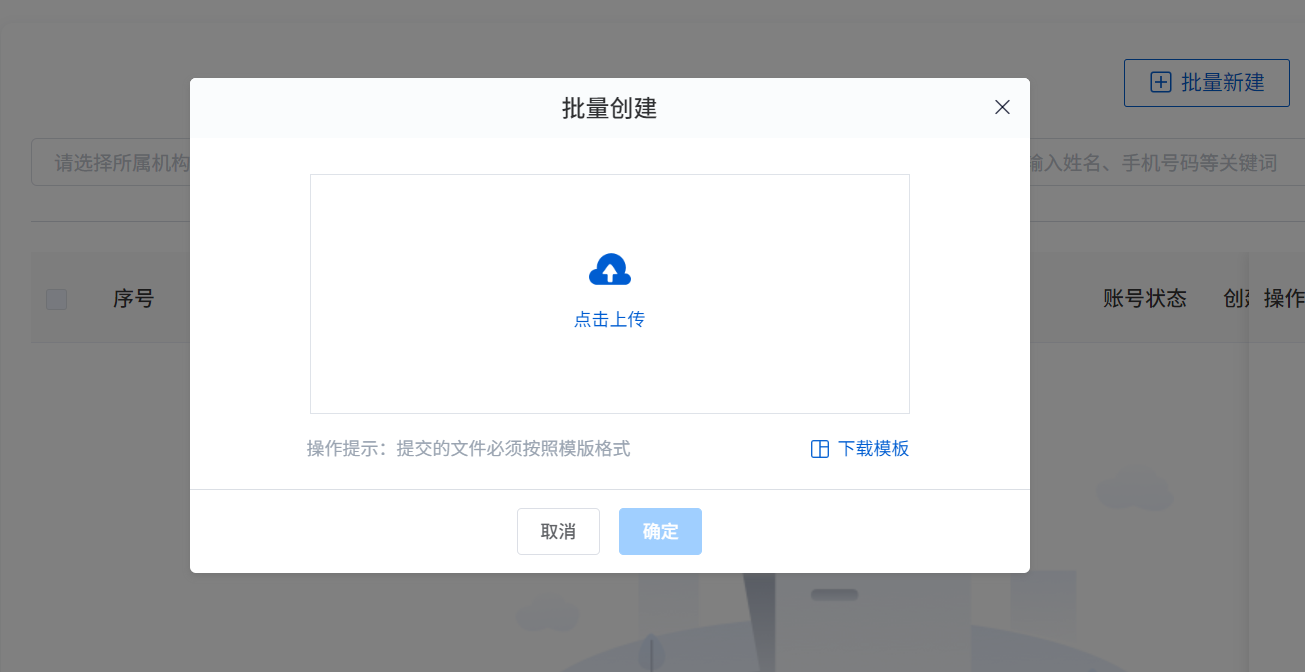 批量新建
批量创建
请选择所属机构
输入姓名、手机号码等关键词
序号
账号状态
操作
点击上传
操作提示：提交的文件必须按照模版格式
下载模板
取消
确定